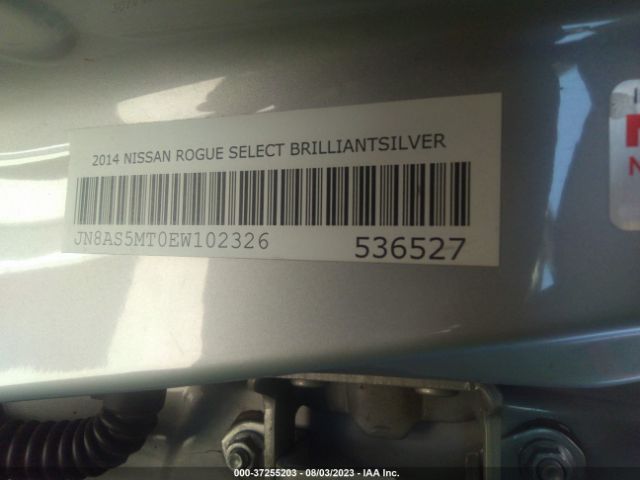 2014 NISSAN ROGUE SELECT BRILLIANTSILVER
JN8AS5MT0EW102326
536527
000-37255203 - 08/03/2023 - IAA Inc.